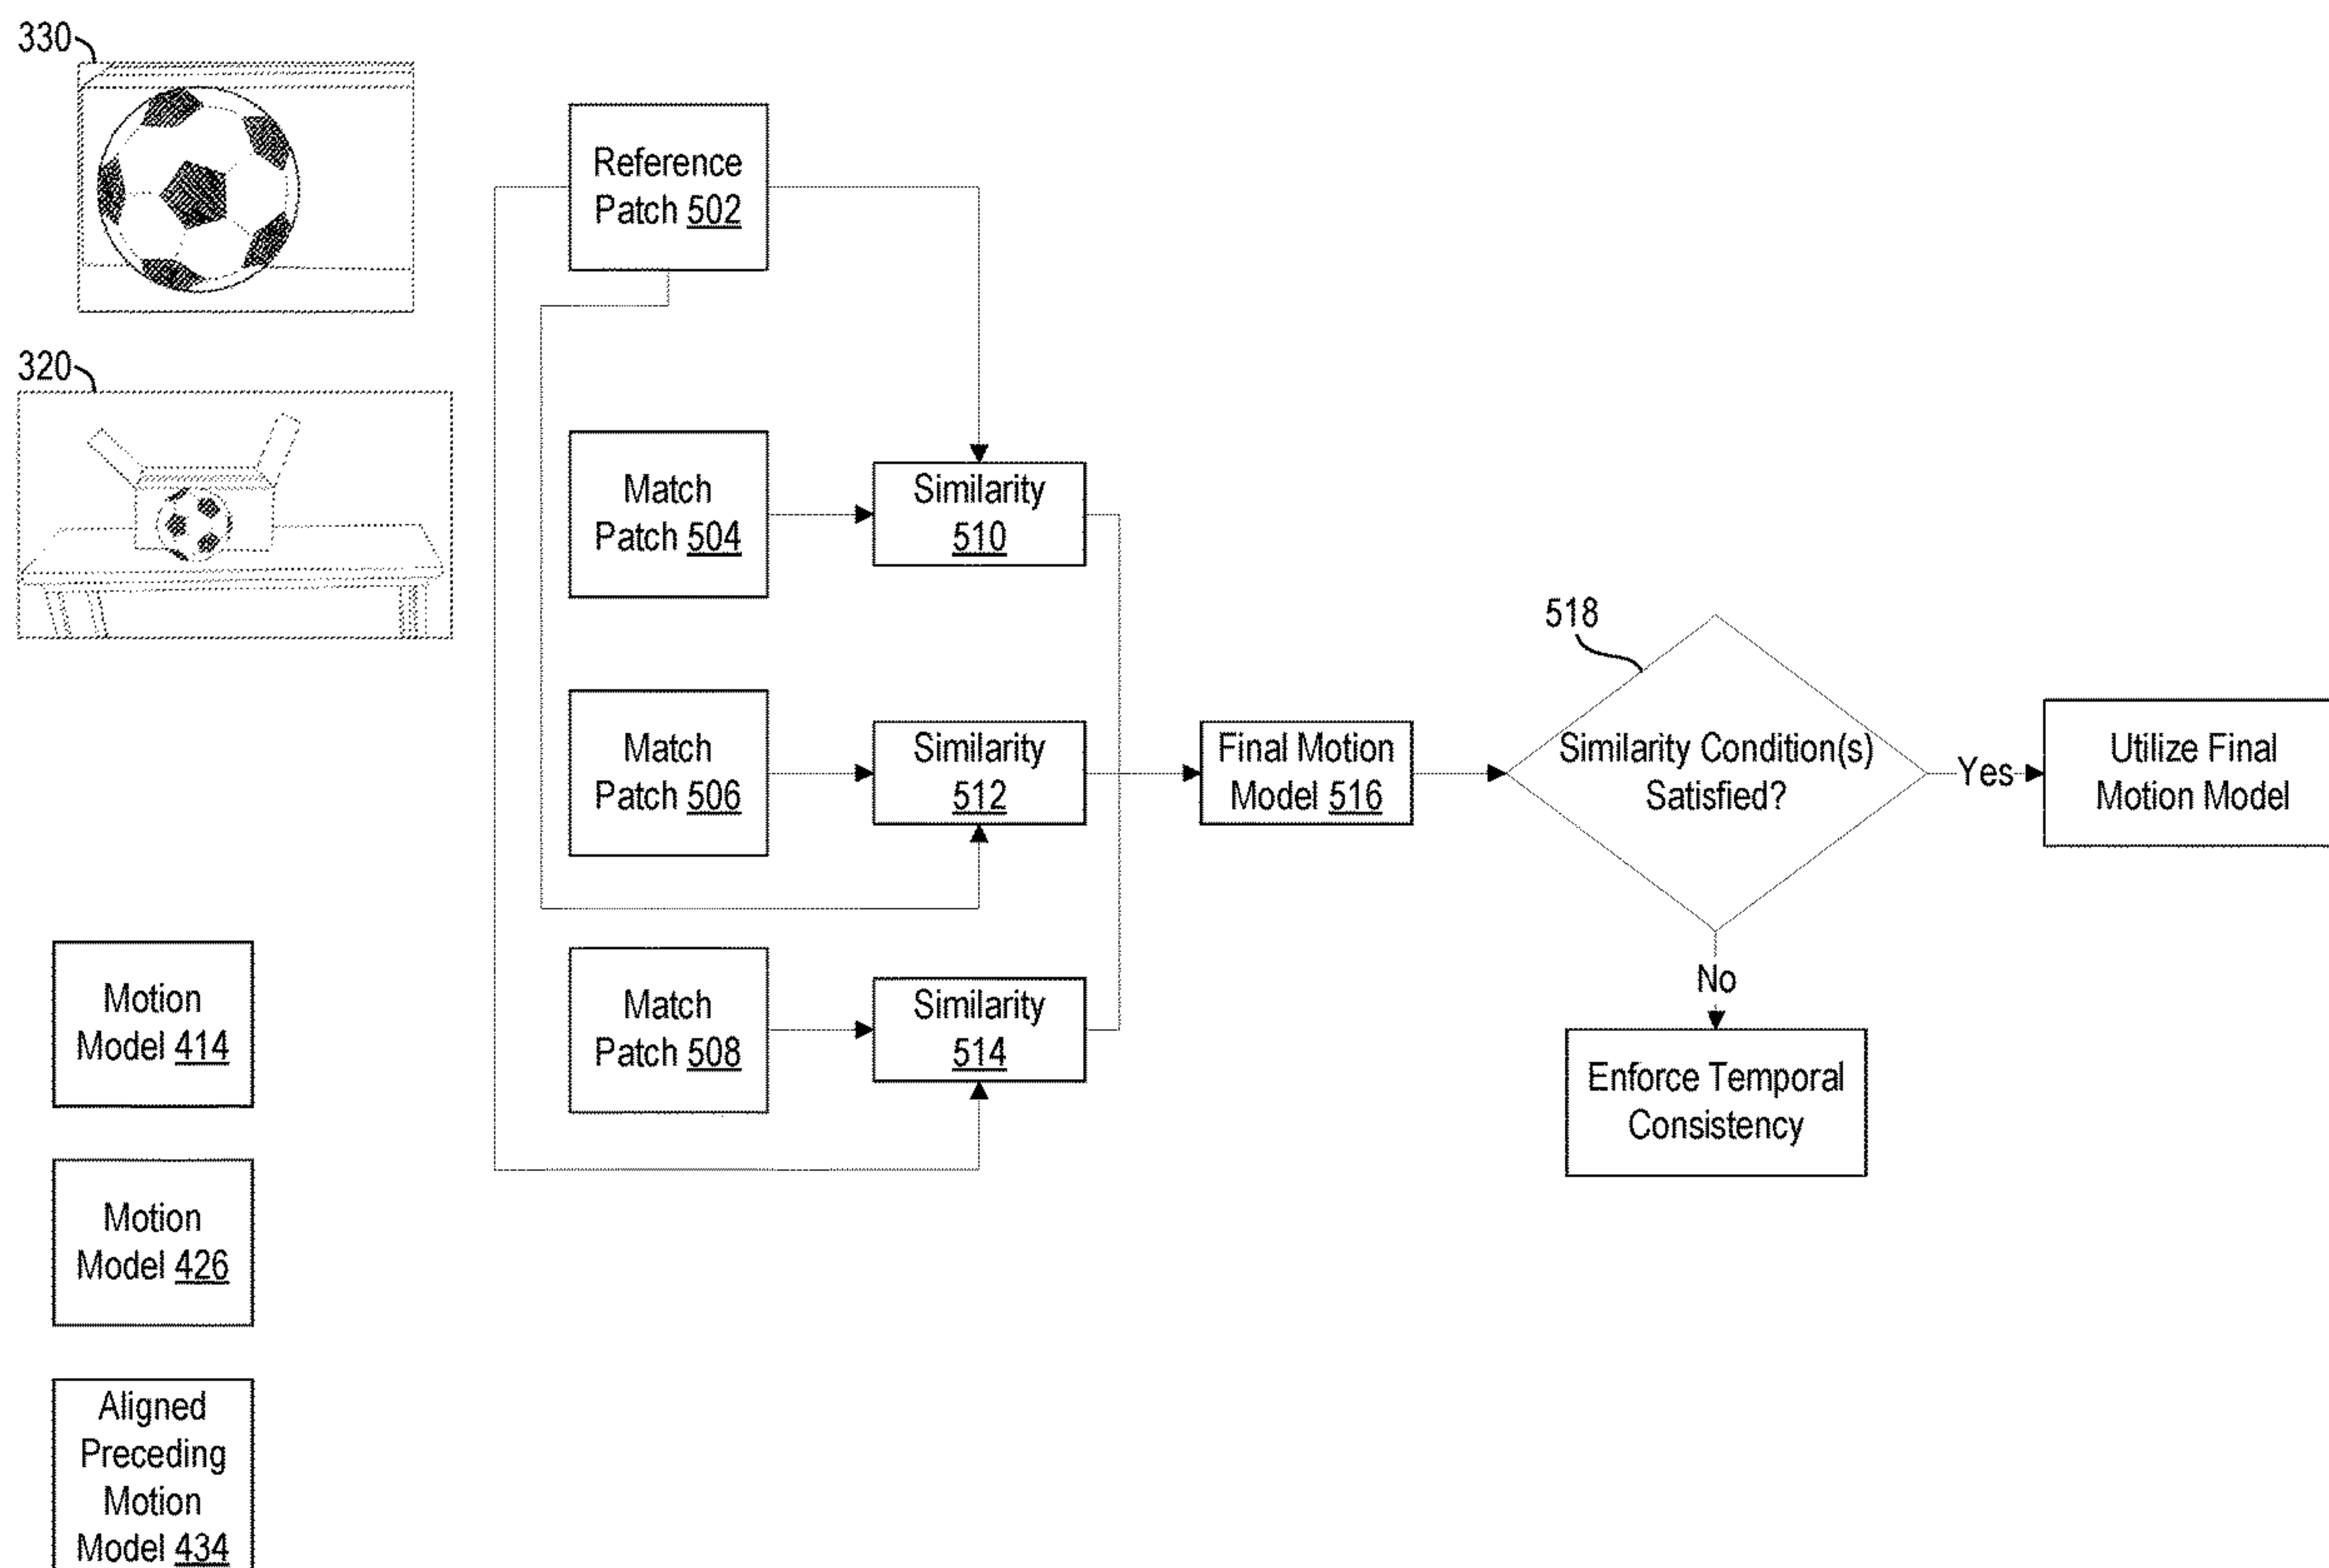 330
320
Reference
Patch 502
Match
Patch 504
Similarity
510
Match
Patch 506
Similarity
512
Match
Patch 508
Similarity
514
Final Motion
Model 516
518
Similarity Condition(s)
Satisfied?
Yes
Utilize Final
Motion Model
No
Enforce Temporal
Consistency
Motion
Model 414
Motion
Model 426
Aligned
Preceding
Motion
Model 434